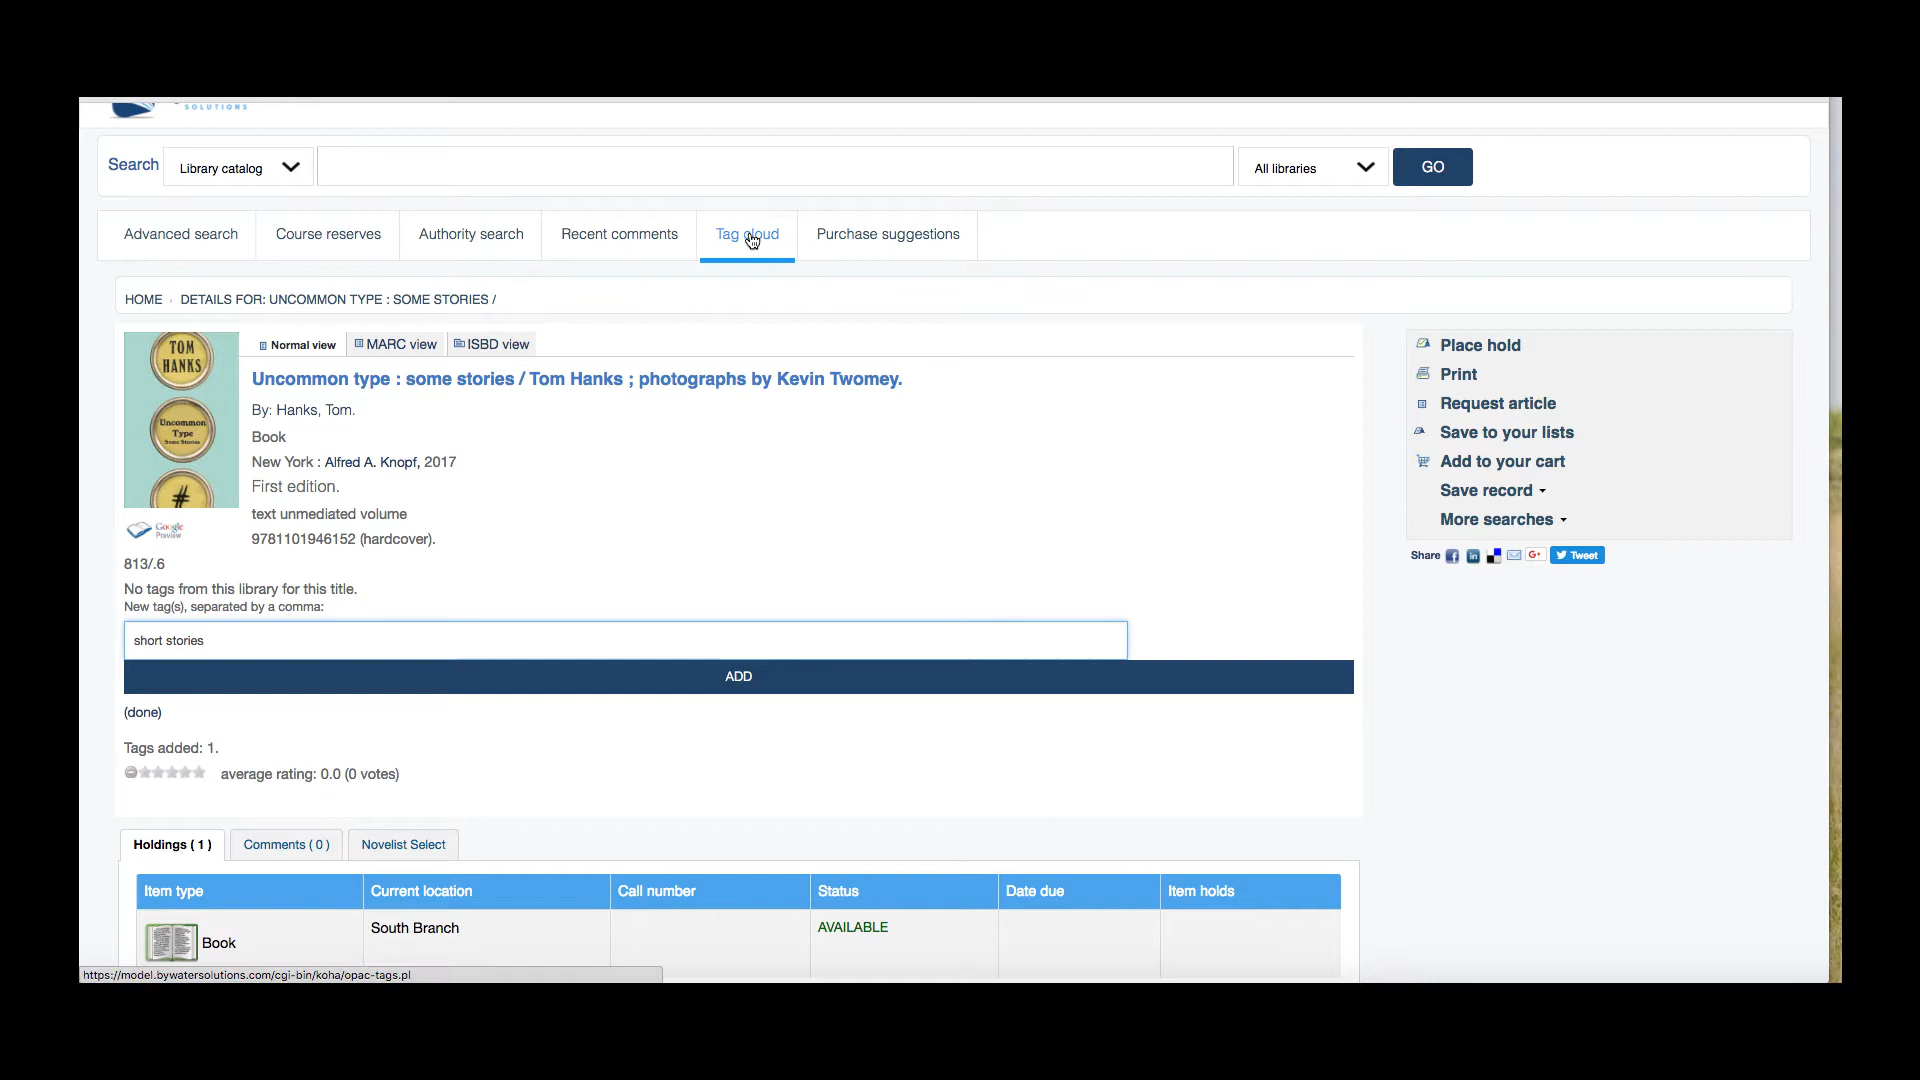 SOLUTIONS
Search Library catalog All libraries GO
Advanced search Course reserves Authority search Recent comments Tag cloud Purchase suggestions
HOME › DETAILS FOR: UNCOMMON TYPE : SOME STORIES /
TOM
HANKS
Uncommon
Type
Some Stories
#
Google
Preview
Normal view MARC view ISBD view
Uncommon type : some stories / Tom Hanks ; photographs by Kevin Twomey.
By: Hanks, Tom.
Book
New York : Alfred A. Knopf, 2017
First edition.
text unmediated volume
9781101946152 (hardcover).
813/.6
No tags from this library for this title.
New tag(s), separated by a comma:
short stories
ADD
(done)
Tags added: 1.
average rating: 0.0 (0 votes)
Place hold
Print
Request article
Save to your lists
Add to your cart
Save record
More searches
Share f in G+ Tweet
Holdings ( 1 ) Comments ( 0 ) Novelist Select
Item type Current location Call number Status Date due Item holds
Book South Branch AVAILABLE
https://model.bywatersolutions.com/cgi-bin/koha/opac-tags.pl